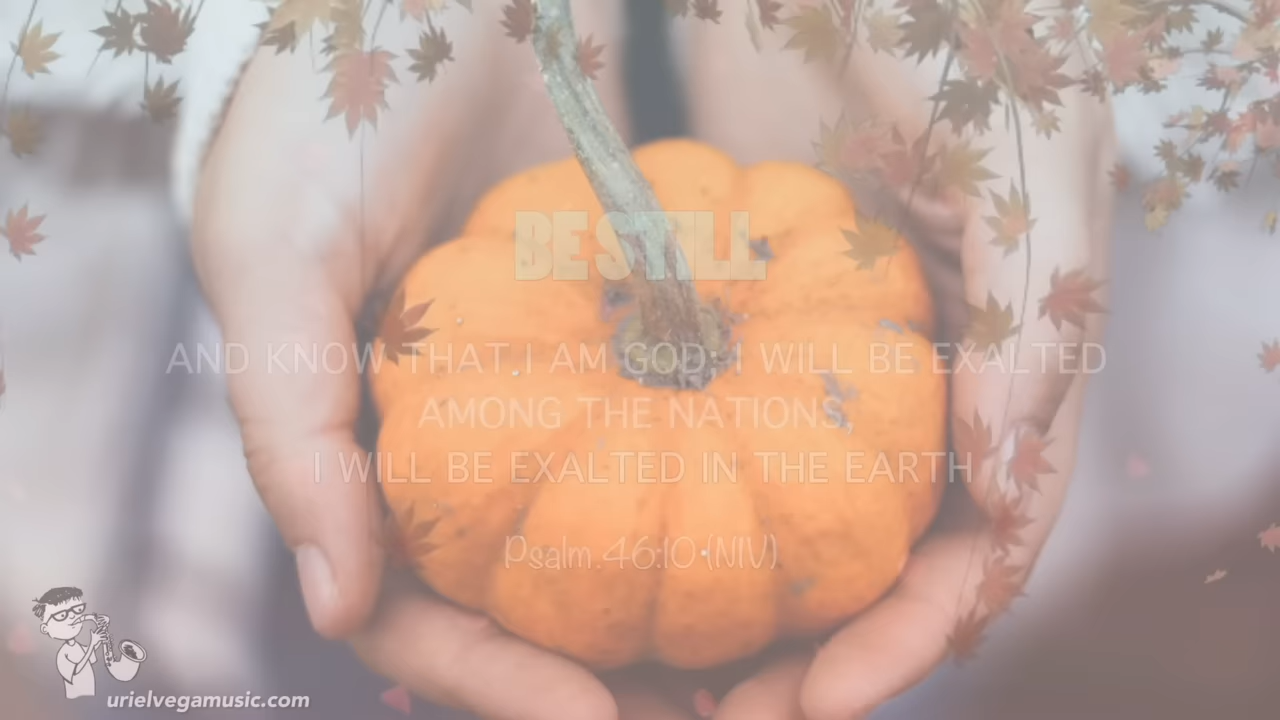 BE STILL
AND KNOW THAT I AM GOD; I WILL BE EXALTED
AMONG THE NATIONS,
I WILL BE EXALTED IN THE EARTH
Psalm.46:10 (NIV)
urielvegamusic.com